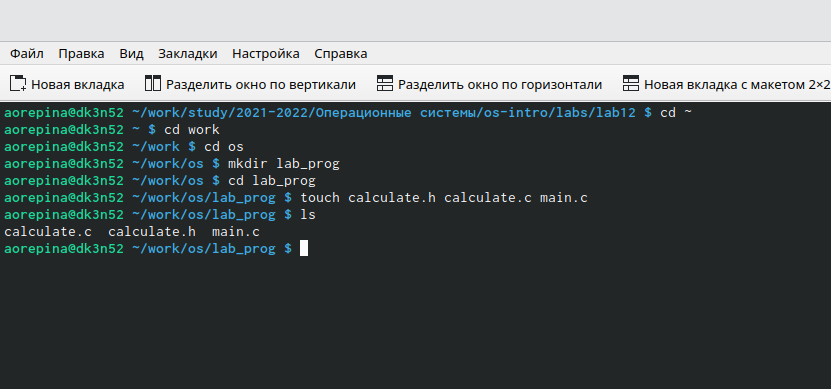 Файл Правка Вид Закладки Настройка Справка
Новая вкладка Разделить окно по вертикали Разделить окно по горизонтали Новая вкладка с макетом 2×2
aorepina@dk3n52 ~/work/study/2021-2022/Операционные системы/os-intro/labs/lab12 $ cd ~
aorepina@dk3n52 ~ $ cd work
aorepina@dk3n52 ~/work $ cd os
aorepina@dk3n52 ~/work/os $ mkdir lab_prog
aorepina@dk3n52 ~/work/os $ cd lab_prog
aorepina@dk3n52 ~/work/os/lab_prog $ touch calculate.h calculate.c main.c
aorepina@dk3n52 ~/work/os/lab_prog $ ls
calculate.c  calculate.h  main.c
aorepina@dk3n52 ~/work/os/lab_prog $